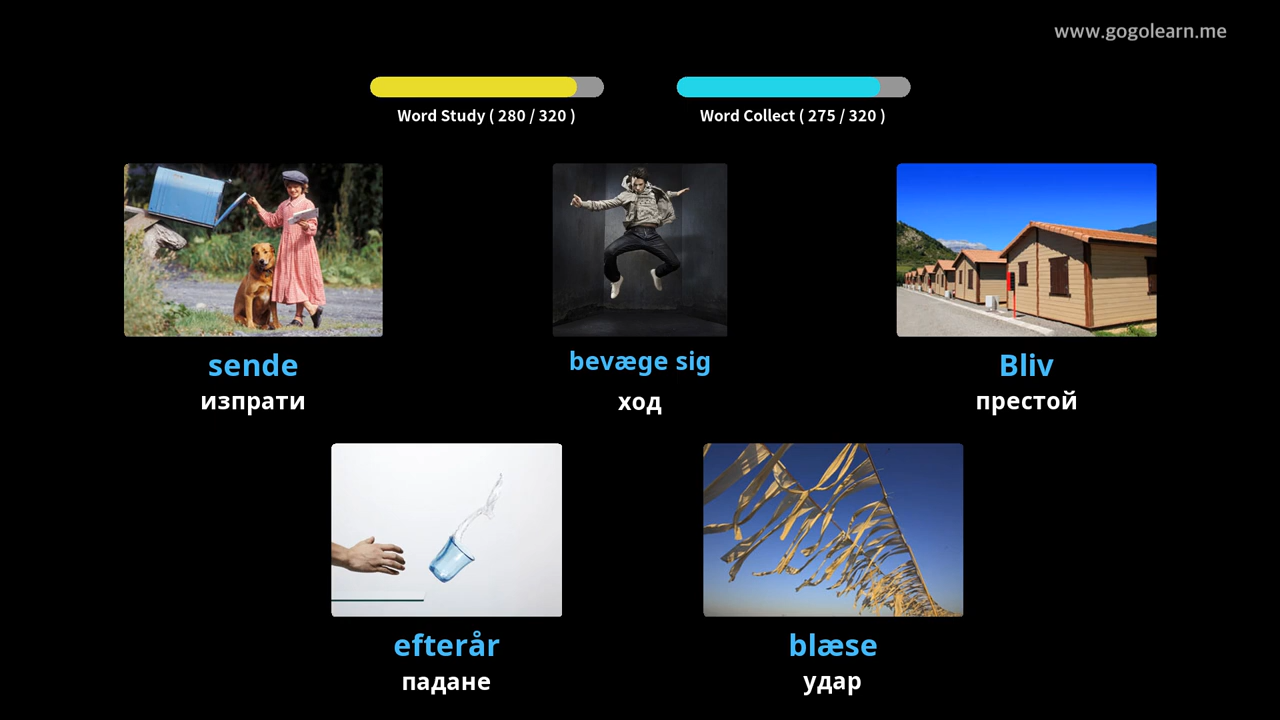 www.gogolearn.me
Word Study ( 280 / 320 )
Word Collect ( 275 / 320 )
sende
изпрати
bevæge sig
ход
Bliv
престой
efterår
падане
blæse
удар